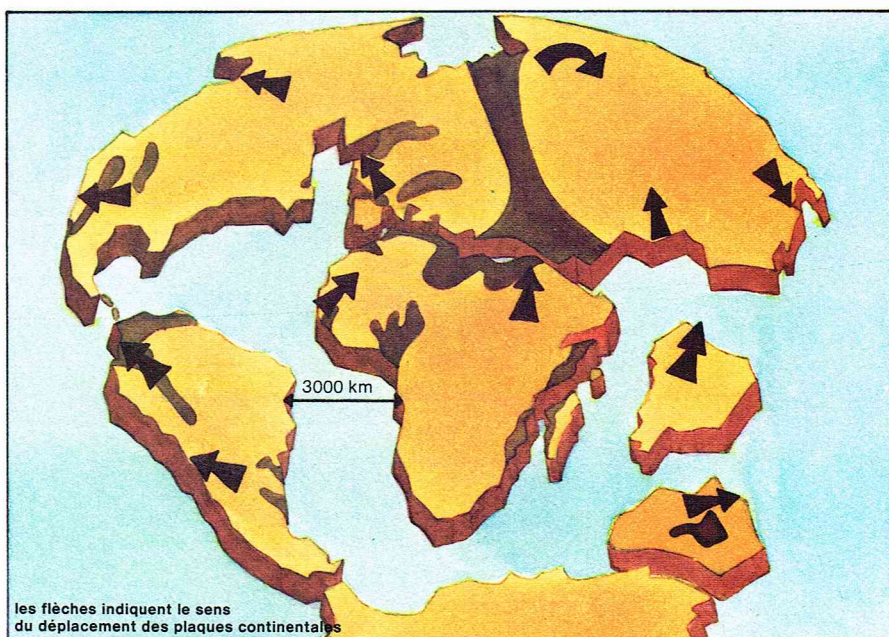 3000 km
les flèches indiquent le sens
du déplacement des plaques continentales